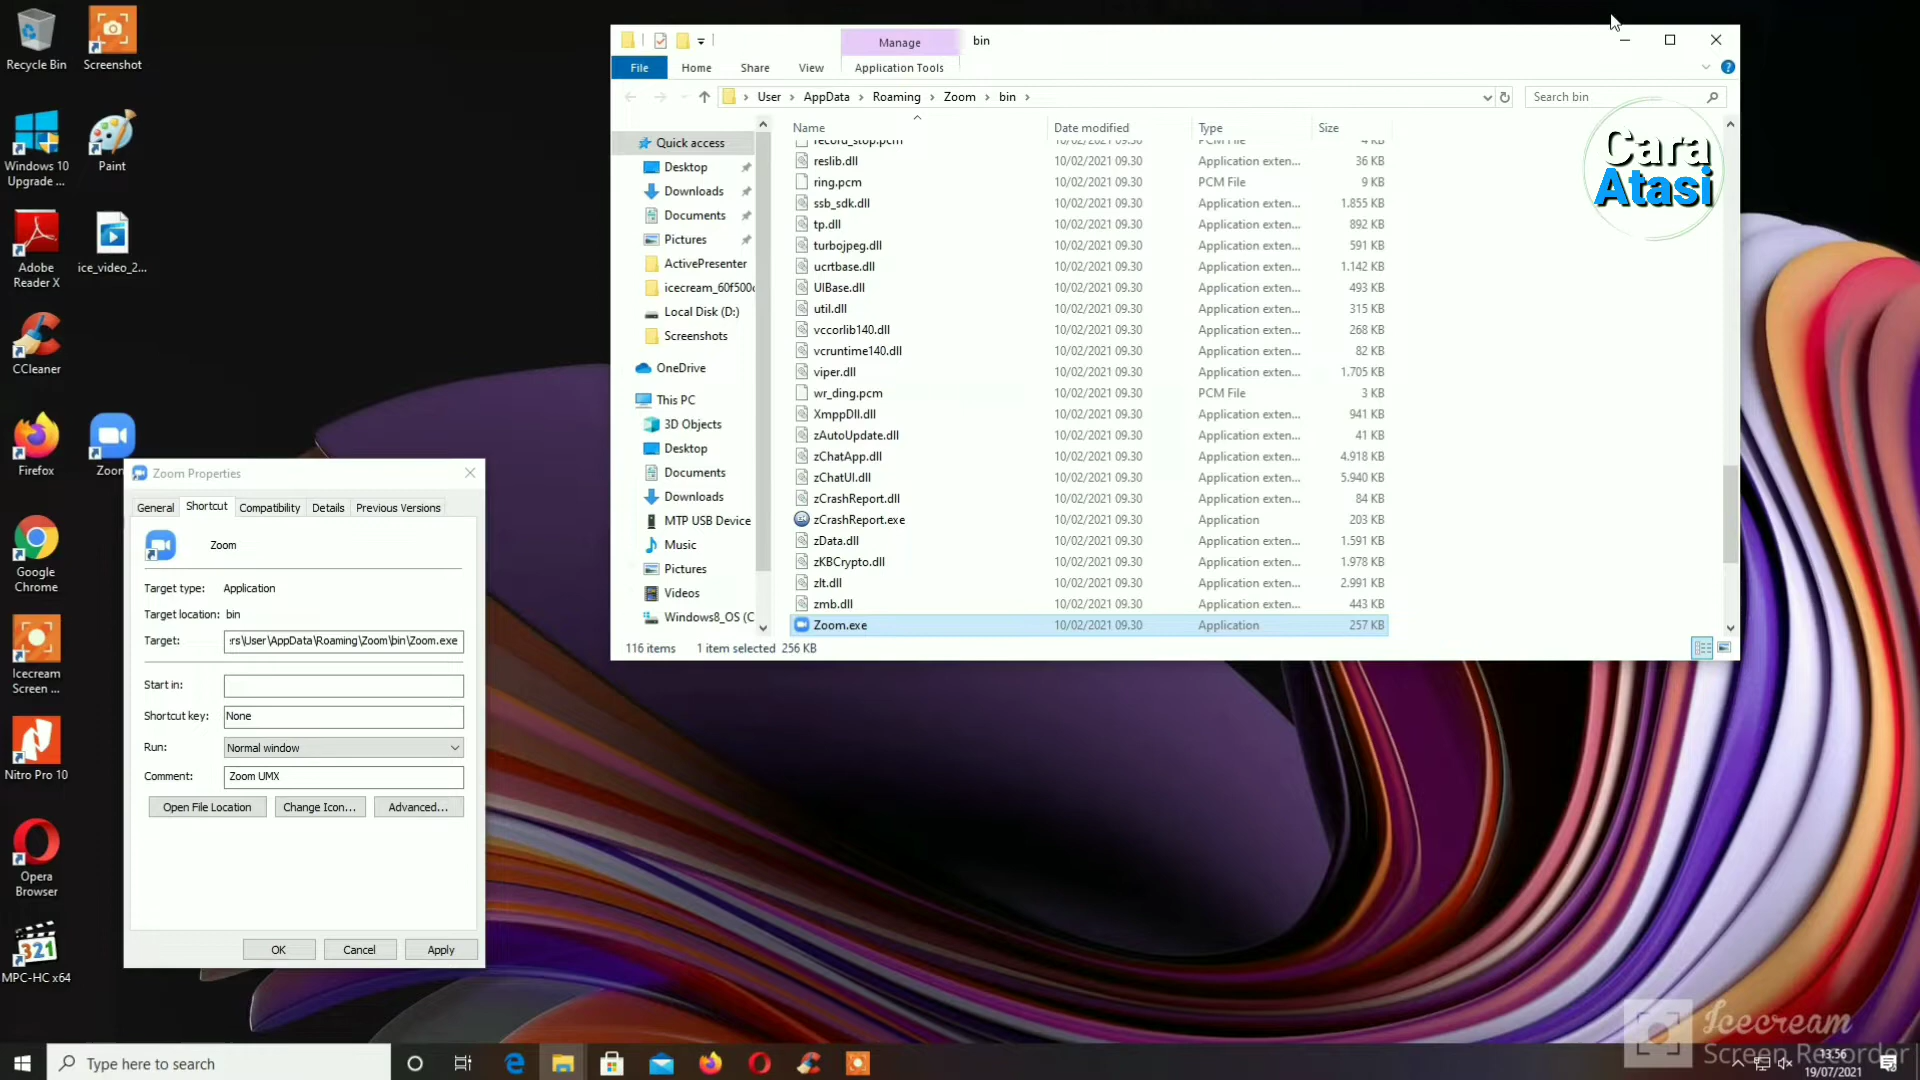 Recycle Bin
Screenshot
Windows 10
Upgrade ...
Paint
Adobe
Reader X
ice_video_2...
CCleaner
Firefox
Zoom
Google
Chrome
Icecream
Screen ...
Nitro Pro 10
Opera
Browser
MPC-HC x64
Manage
bin
File
Home
Share
View
Application Tools
User
AppData
Roaming
Zoom
bin
Search bin
Cara
Atasi
Quick access
Desktop
Downloads
Documents
Pictures
ActivePresenter
icecream_60f500
Local Disk (D:)
Screenshots
OneDrive
This PC
3D Objects
Desktop
Documents
Downloads
MTP USB Device
Music
Pictures
Videos
Windows8_OS (C
Name Date modified Type Size
record_stop.pcm 10/02/2021 09.30 PCM File 4 KB
reslib.dll 10/02/2021 09.30 Application exten... 36 KB
ring.pcm 10/02/2021 09.30 PCM File 9 KB
ssb_sdk.dll 10/02/2021 09.30 Application exten... 1.855 KB
tp.dll 10/02/2021 09.30 Application exten... 892 KB
turbojpeg.dll 10/02/2021 09.30 Application exten... 591 KB
ucrtbase.dll 10/02/2021 09.30 Application exten... 1.142 KB
UIBase.dll 10/02/2021 09.30 Application exten... 493 KB
util.dll 10/02/2021 09.30 Application exten... 315 KB
vccorlib140.dll 10/02/2021 09.30 Application exten... 268 KB
vcruntime140.dll 10/02/2021 09.30 Application exten... 82 KB
viper.dll 10/02/2021 09.30 Application exten... 1.705 KB
wr_ding.pcm 10/02/2021 09.30 PCM File 3 KB
XmppDll.dll 10/02/2021 09.30 Application exten... 941 KB
zAutoUpdate.dll 10/02/2021 09.30 Application exten... 41 KB
zChatApp.dll 10/02/2021 09.30 Application exten... 4.918 KB
zChatUI.dll 10/02/2021 09.30 Application exten... 5.940 KB
zCrashReport.dll 10/02/2021 09.30 Application exten... 84 KB
zCrashReport.exe 10/02/2021 09.30 Application 203 KB
zData.dll 10/02/2021 09.30 Application exten... 1.591 KB
zKBCrypto.dll 10/02/2021 09.30 Application exten... 1.978 KB
zlt.dll 10/02/2021 09.30 Application exten... 2.991 KB
zmb.dll 10/02/2021 09.30 Application exten... 443 KB
Zoom.exe 10/02/2021 09.30 Application 257 KB
116 items 1 item selected 256 KB
Zoom Properties
General Shortcut Compatibility Details Previous Versions
Zoom
Target type: Application
Target location: bin
Target: rs\User\AppData\Roaming\Zoom\bin\Zoom.exe
Start in:
Shortcut key: None
Run: Normal window
Comment: Zoom UMX
Open File Location Change Icon... Advanced...
OK Cancel Apply
Icecream
Screen Recorder
Type here to search
13.56
19/07/2021